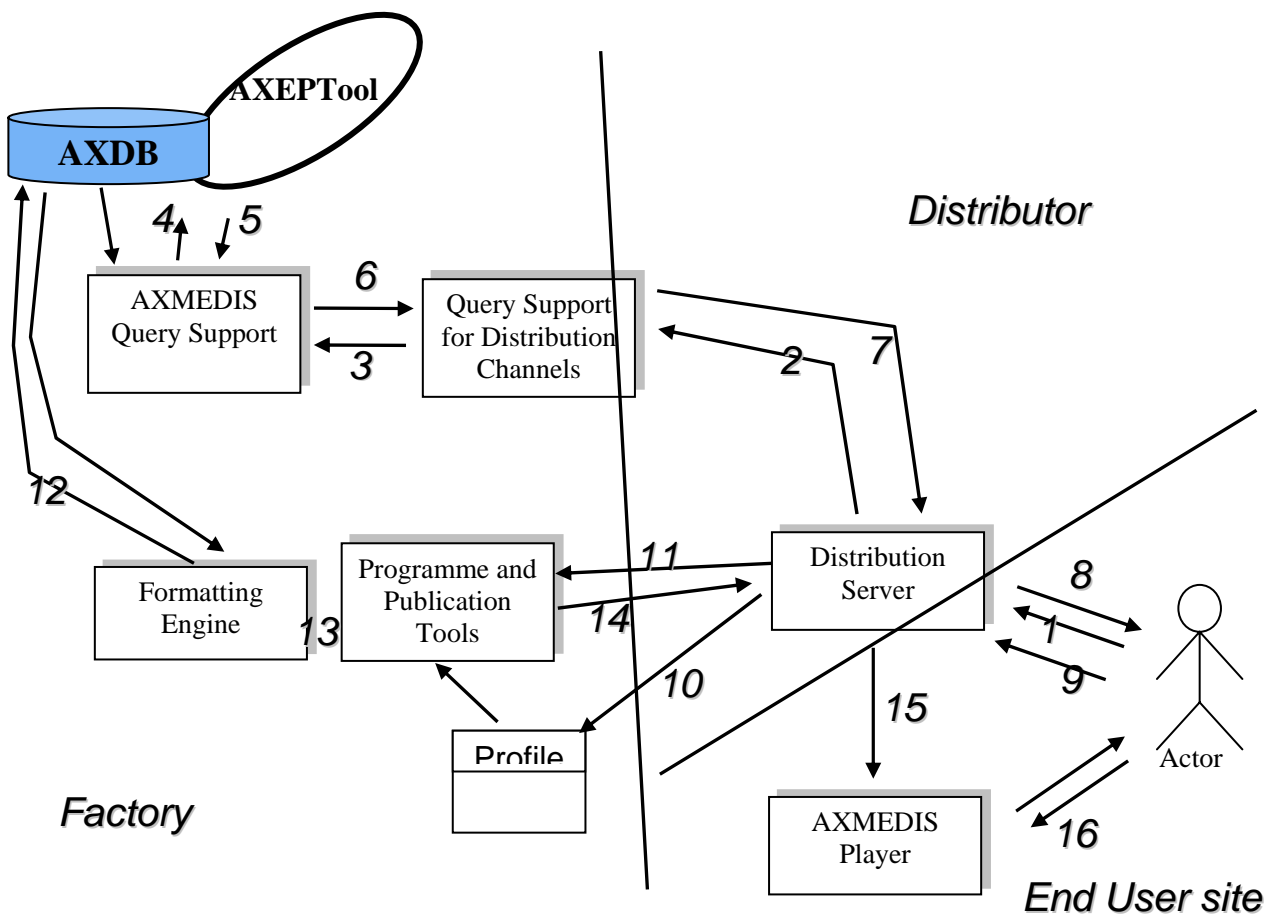 AXEPTool
AXDB
Distributor
4
5
6
AXMEDIS
Query Support
Query Support
for Distribution
Channels
3
2
7
12
11
Distribution
Server
8
Formatting
Engine
Programme and
Publication
Tools
13
14
1
9
10
15
Profile
Actor
Factory
AXMEDIS
Player
16
End User site